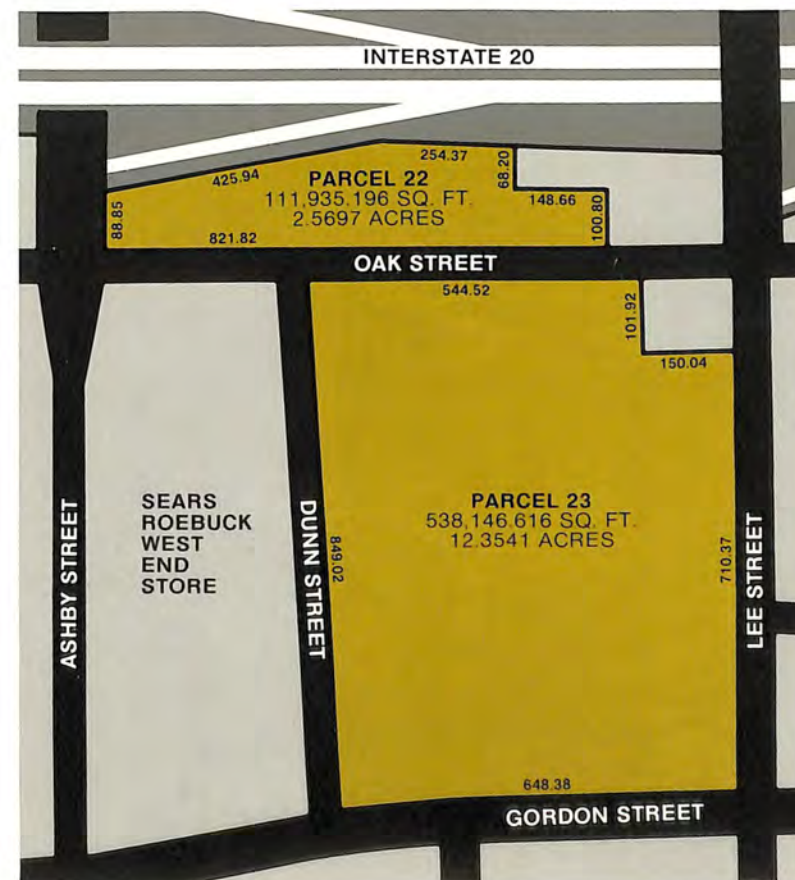 INTERSTATE 20
254.37
68.20
425.94
PARCEL 22
111,935.196 SQ. FT.
2.5697 ACRES
148.66
88.85
100.80
821.82
OAK STREET
544.52
101.92
150.04
SEARS
ROEBUCK
WEST
END
STORE
PARCEL 23
538,146.616 SQ. FT.
12.3541 ACRES
ASHBY STREET
DUNN STREET
849.02
710.37
LEE STREET
648.38
GORDON STREET